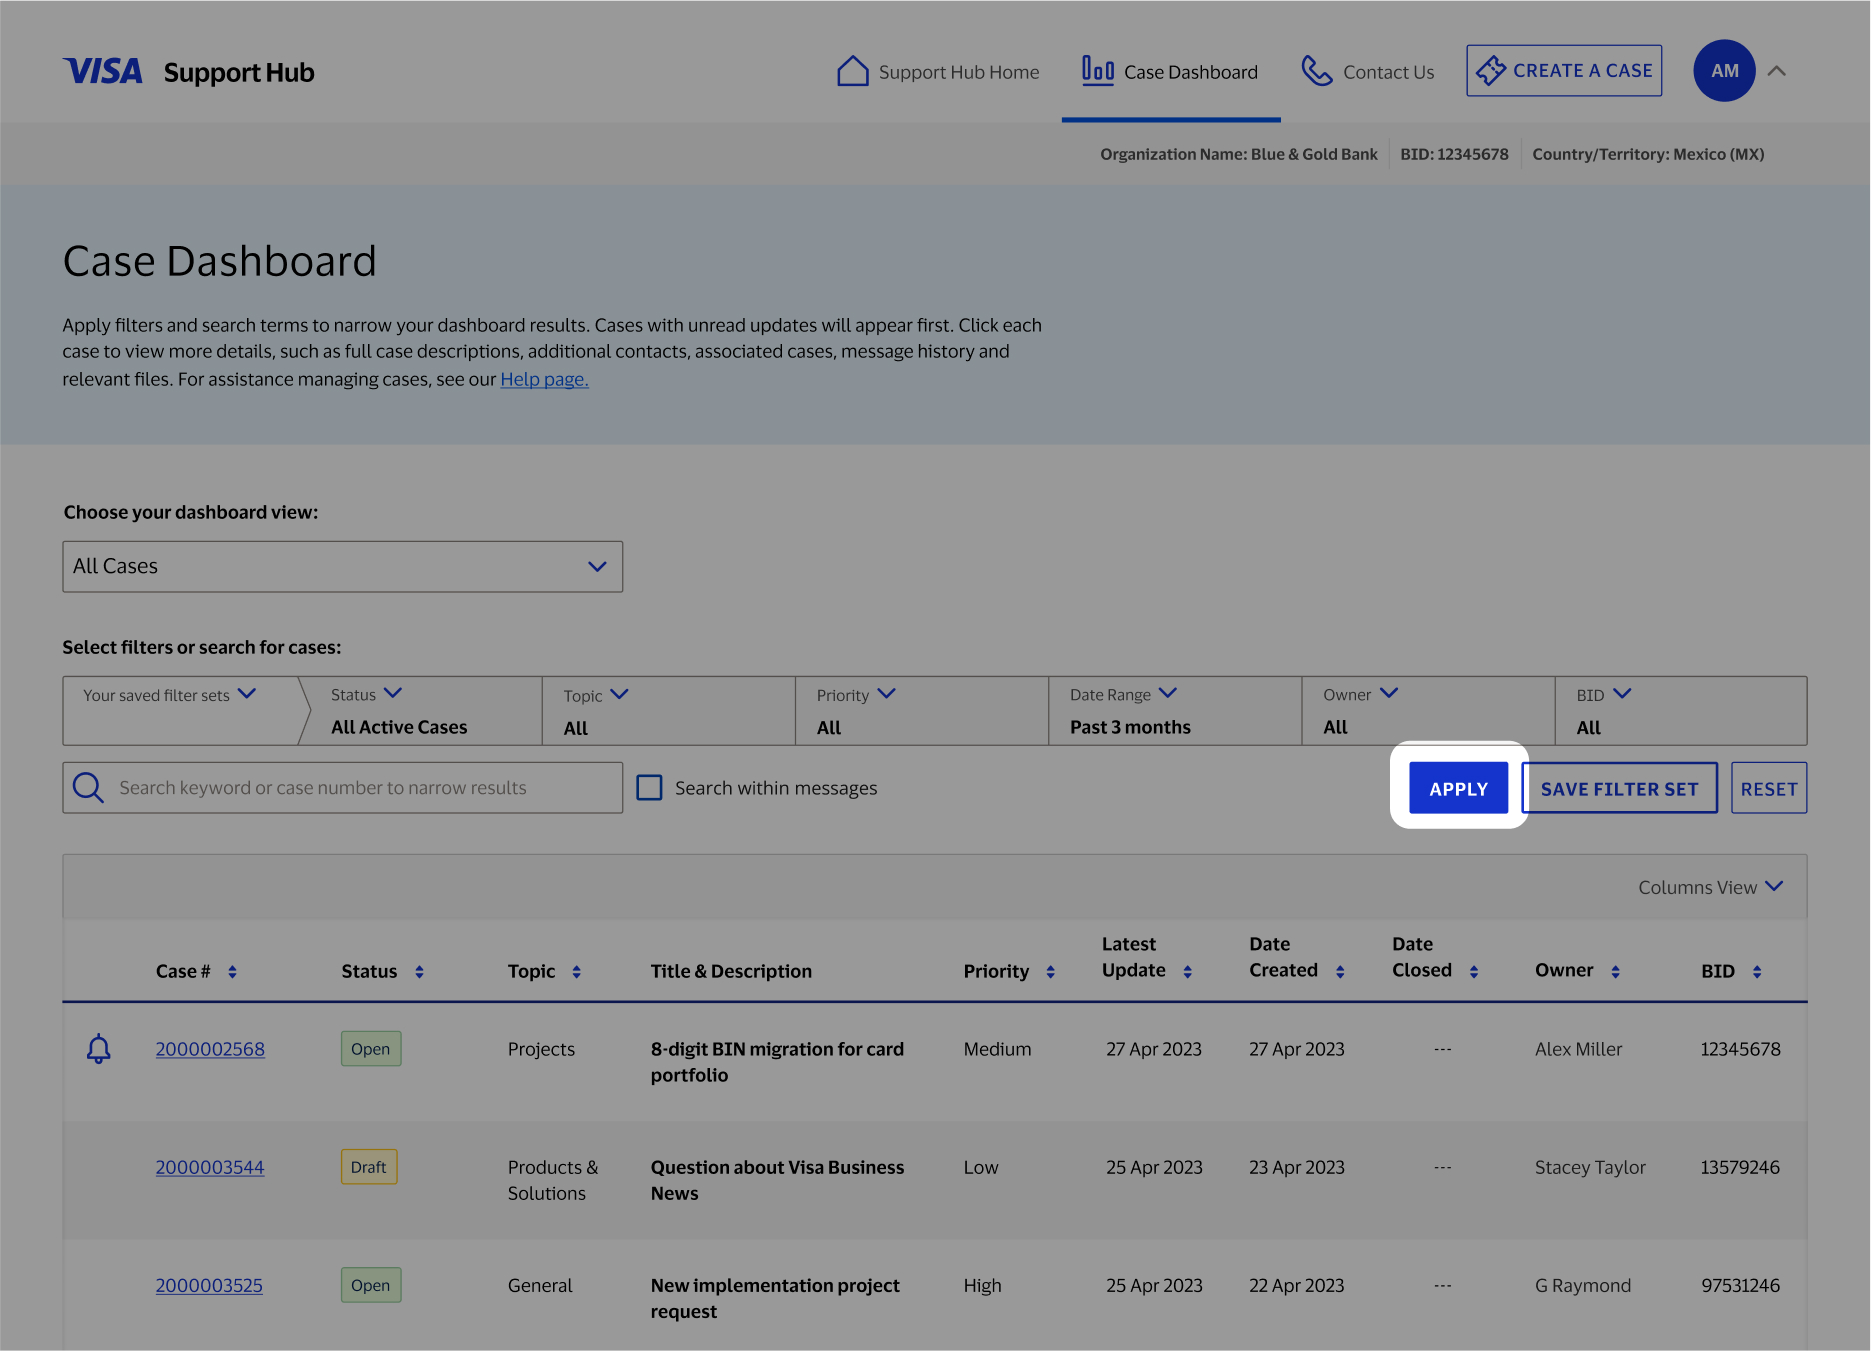 VISA Support Hub
Support Hub Home
Case Dashboard
Contact Us
CREATE A CASE
AM
Organization Name: Blue & Gold Bank
BID: 12345678
Country/Territory: Mexico (MX)
Case Dashboard
Apply filters and search terms to narrow your dashboard results. Cases with unread updates will appear first. Click each
case to view more details, such as full case descriptions, additional contacts, associated cases, message history and
relevant files. For assistance managing cases, see our Help page.
Choose your dashboard view:
All Cases
Select filters or search for cases:
Your saved filter sets
Status
All Active Cases
Topic
All
Priority
All
Date Range
Past 3 months
Owner
All
BID
All
Search keyword or case number to narrow results
Search within messages
APPLY
SAVE FILTER SET
RESET
Columns View
Case #
Status
Topic
Title & Description
Priority
Latest
Update
Date
Created
Date
Closed
Owner
BID
2000002568
Open
Projects
8-digit BIN migration for card
portfolio
Medium
27 Apr 2023
27 Apr 2023
---
Alex Miller
12345678
2000003544
Draft
Products &
Solutions
Question about Visa Business
News
Low
25 Apr 2023
23 Apr 2023
---
Stacey Taylor
13579246
2000003525
Open
General
New implementation project
request
High
25 Apr 2023
22 Apr 2023
---
G Raymond
97531246